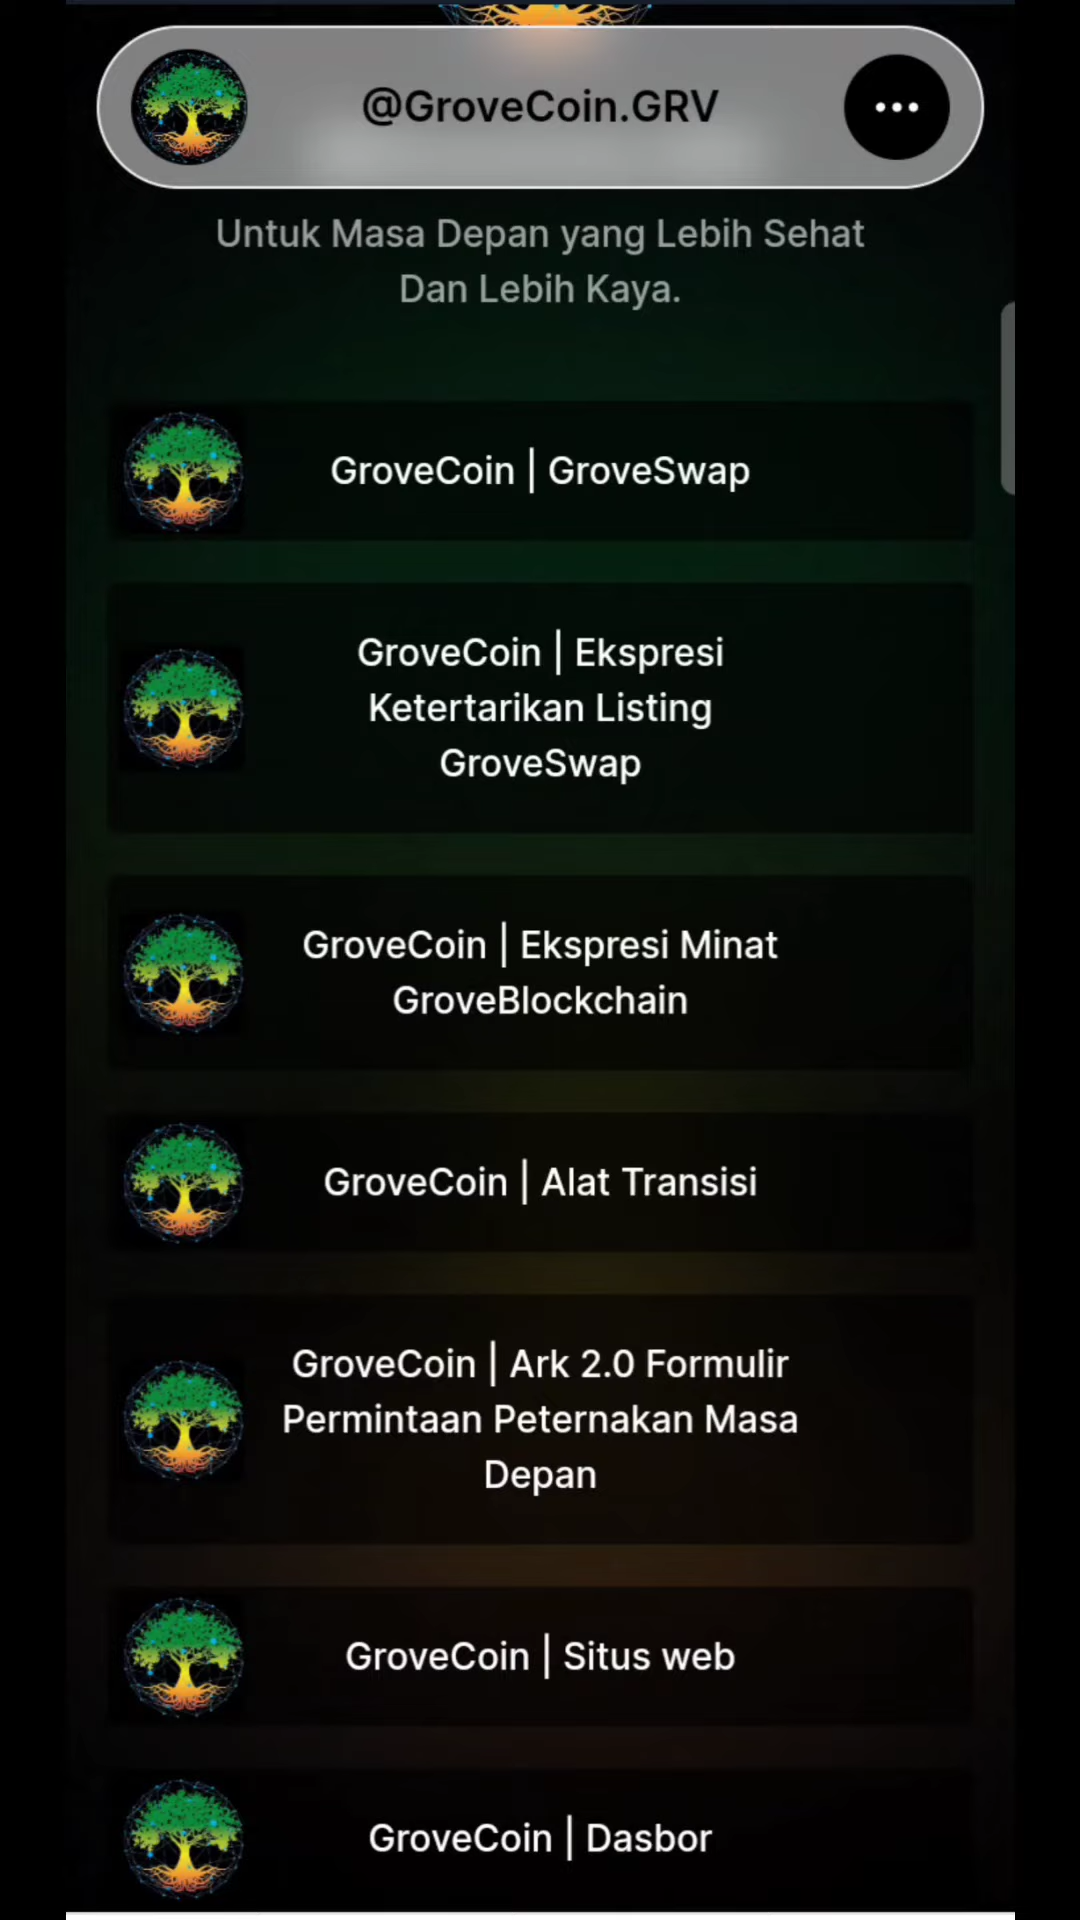 @GroveCoin.GRV
Untuk Masa Depan yang Lebih Sehat
Dan Lebih Kaya.
GroveCoin | GroveSwap
GroveCoin | Ekspresi
Ketertarikan Listing
GroveSwap
GroveCoin | Ekspresi Minat
GroveBlockchain
GroveCoin | Alat Transisi
GroveCoin | Ark 2.0 Formulir
Permintaan Peternakan Masa
Depan
GroveCoin | Situs web
GroveCoin | Dasbor